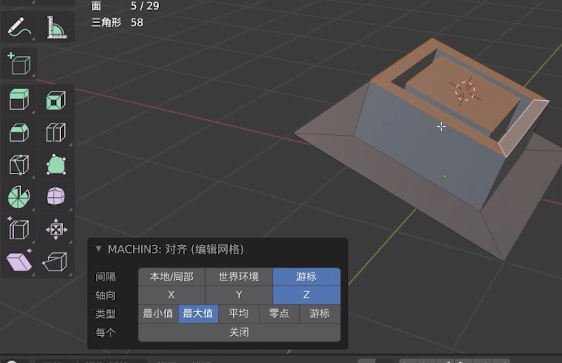 面 5 / 29
三角形 58
MACHIN3: 对齐 (编辑网格)
间隔 本地/局部 世界环境 游标
轴向 X Y Z
类型 最小值 最大值 平均 零点 游标
每个 关闭